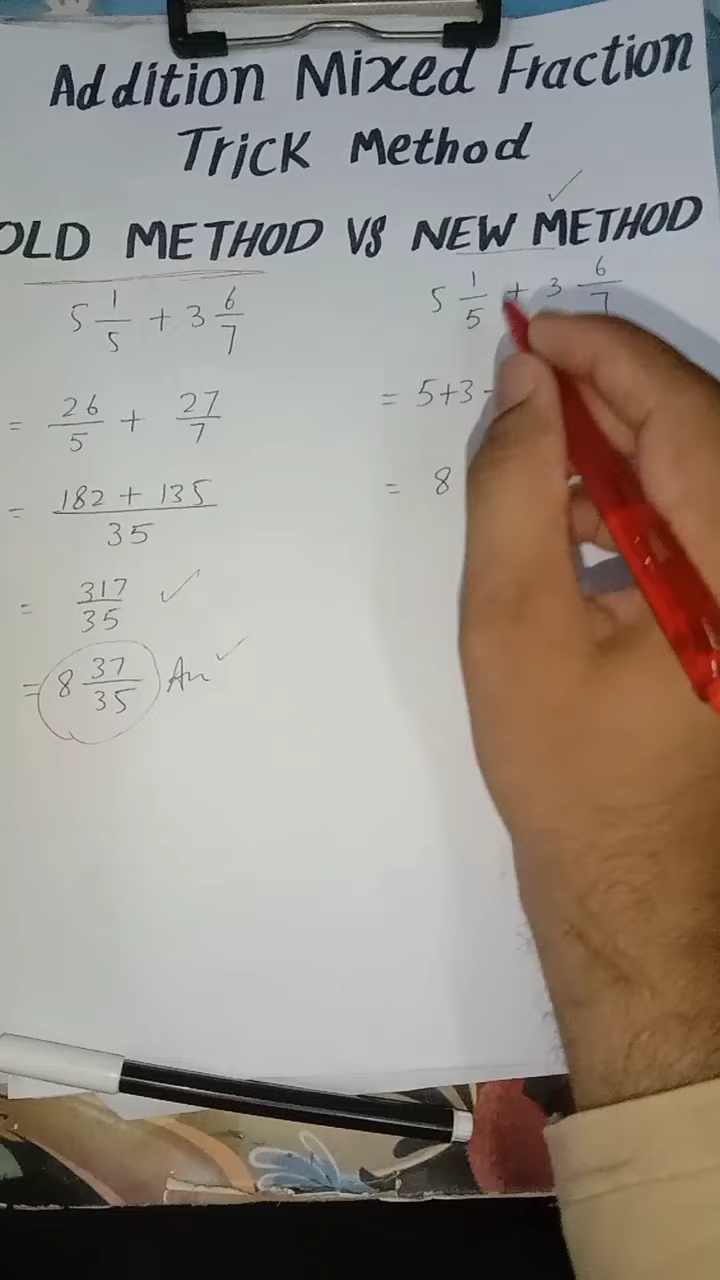 Addition Mixed Fraction
Trick Method
OLD METHOD VS NEW METHOD
5 1/5 + 3 6/7
= 26/5 + 27/7
= 182 + 135 / 35
= 317/35 ✓
= 8 37/35 An ✓
5 1/5 + 3 6/7
= 5+3
= 8